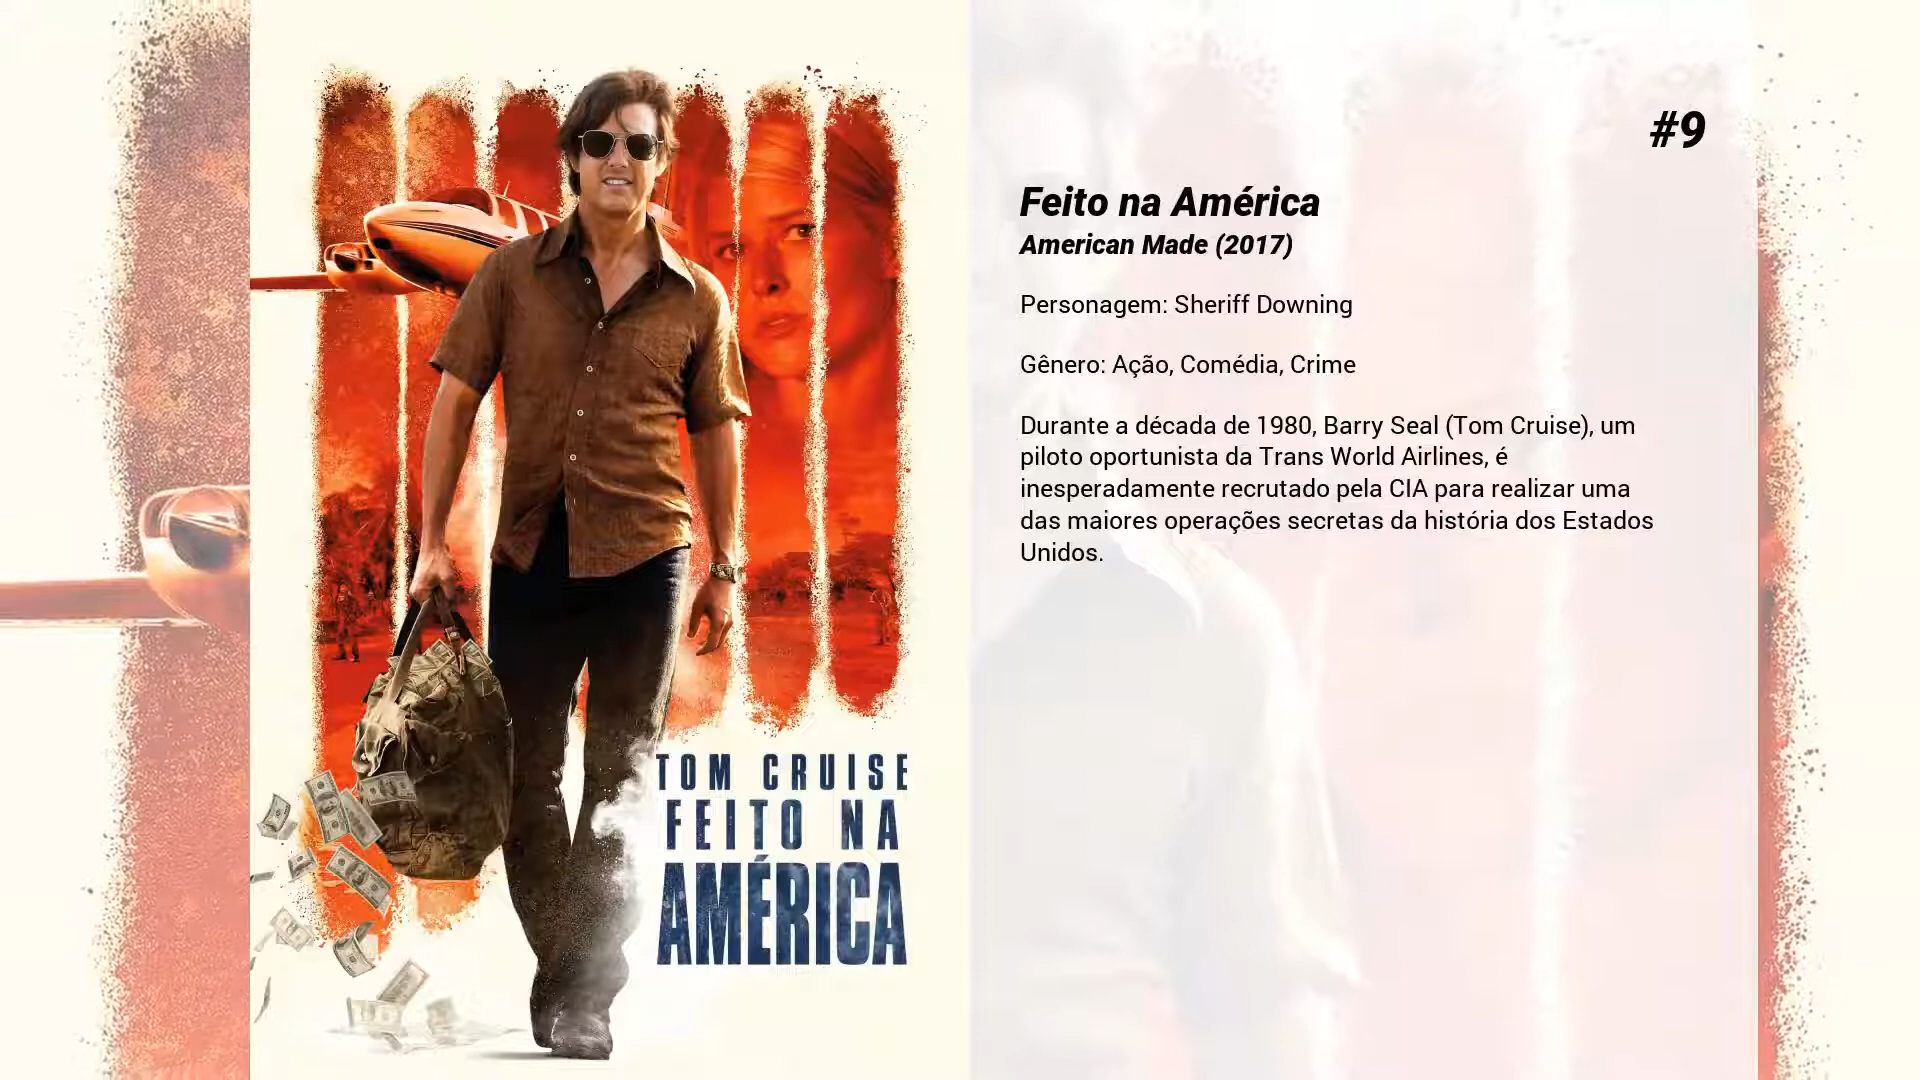 TOM CRUISE
FEITO NA
AMÉRICA
#9
Feito na América
American Made (2017)
Personagem: Sheriff Downing
Gênero: Ação, Comédia, Crime
Durante a década de 1980, Barry Seal (Tom Cruise), um
piloto oportunista da Trans World Airlines, é
inesperadamente recrutado pela CIA para realizar uma
das maiores operações secretas da história dos Estados
Unidos.